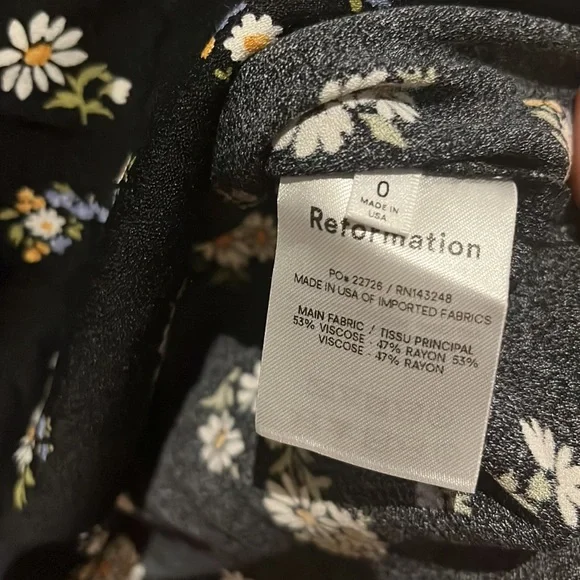 0
MADE IN
USA
Reformation
PO# 22726 / RN143248
MADE IN USA OF IMPORTED FABRICS
MAIN FABRIC / TISSU PRINCIPAL
53% VISCOSE · 47% RAYON 53%
VISCOSE · 47% RAYON